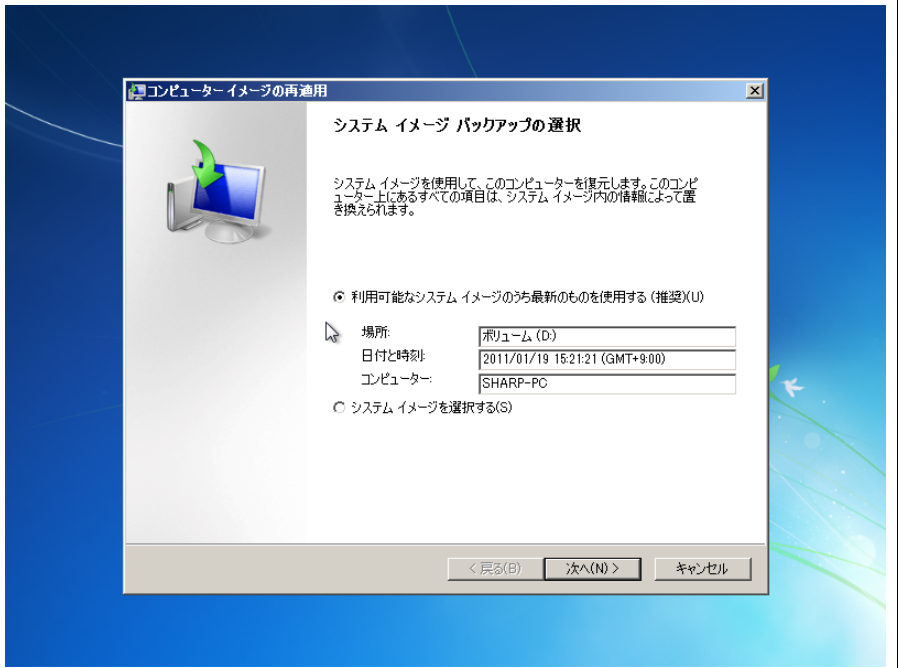 コンピューター イメージの再適用
システム イメージ バックアップの選択
システム イメージを使用して、このコンピューターを復元します。このコンピ
ューター上にあるすべての項目は、システム イメージ内の情報によって置
き換えられます。
利用可能なシステム イメージのうち最新のものを使用する (推奨)(U)
場所: ボリューム (D:)
日付と時刻: 2011/01/19 15:21:21 (GMT+9:00)
コンピューター: SHARP-PC
システム イメージを選択する(S)
< 戻る(B) 次へ(N) > キャンセル